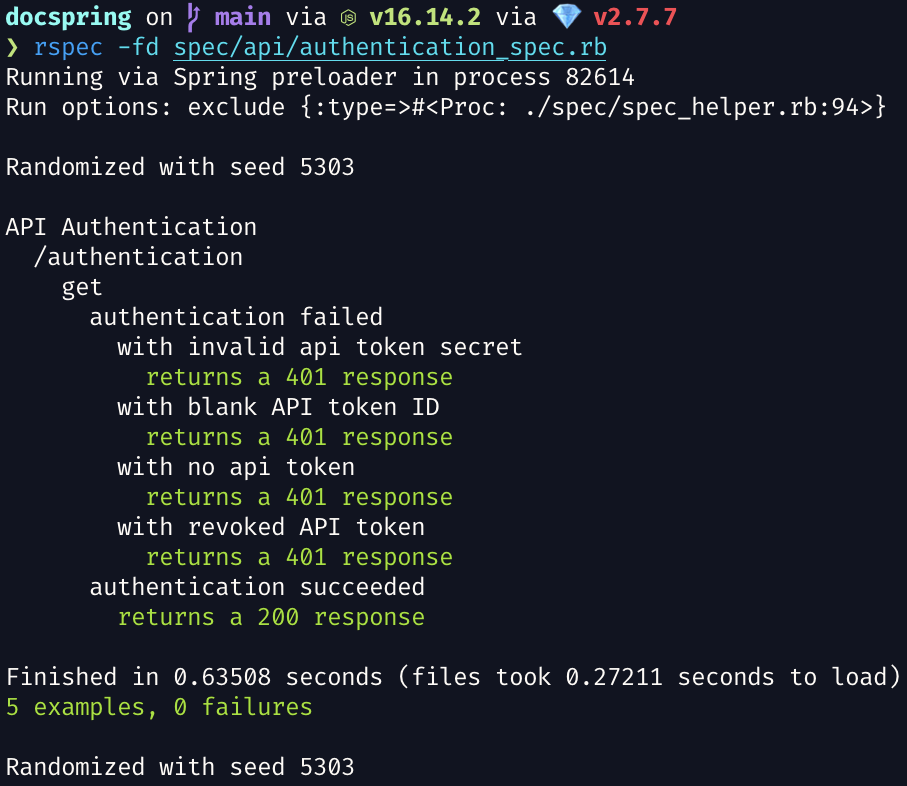 docspring on main via v16.14.2 via 💎 v2.7.7
❯ rspec -fd spec/api/authentication_spec.rb
Running via Spring preloader in process 82614
Run options: exclude {:type=>#<Proc: ./spec/spec_helper.rb:94>}
Randomized with seed 5303
API Authentication
/authentication
get
authentication failed
with invalid api token secret
returns a 401 response
with blank API token ID
returns a 401 response
with no api token
returns a 401 response
with revoked API token
returns a 401 response
authentication succeeded
returns a 200 response
Finished in 0.63508 seconds (files took 0.27211 seconds to load)
5 examples, 0 failures
Randomized with seed 5303